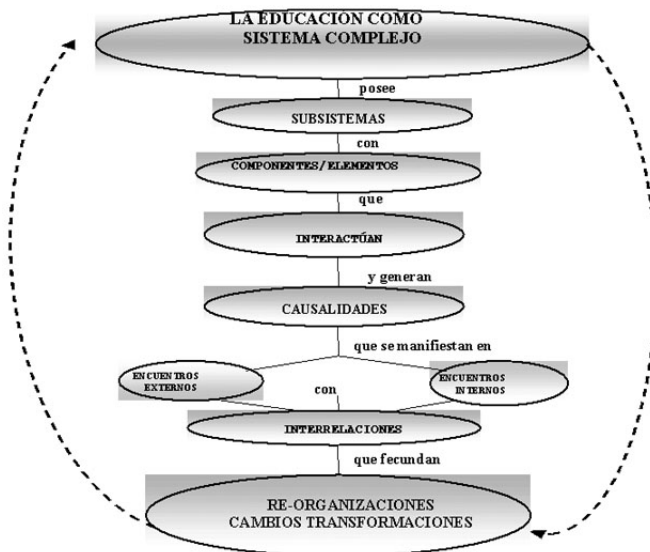 LA EDUCACIÓN COMO
SISTEMA COMPLEJO
posee
SUBSISTEMAS
con
COMPONENTES/ELEMENTOS
que
INTERACTÚAN
y generan
CAUSALIDADES
que se manifiestan en
ENCUENTROS
EXTERNOS
ENCUENTROS
INTERNOS
con
INTERRELACIONES
que fecundan
RE-ORGANIZACIONES
CAMBIOS TRANSFORMACIONES